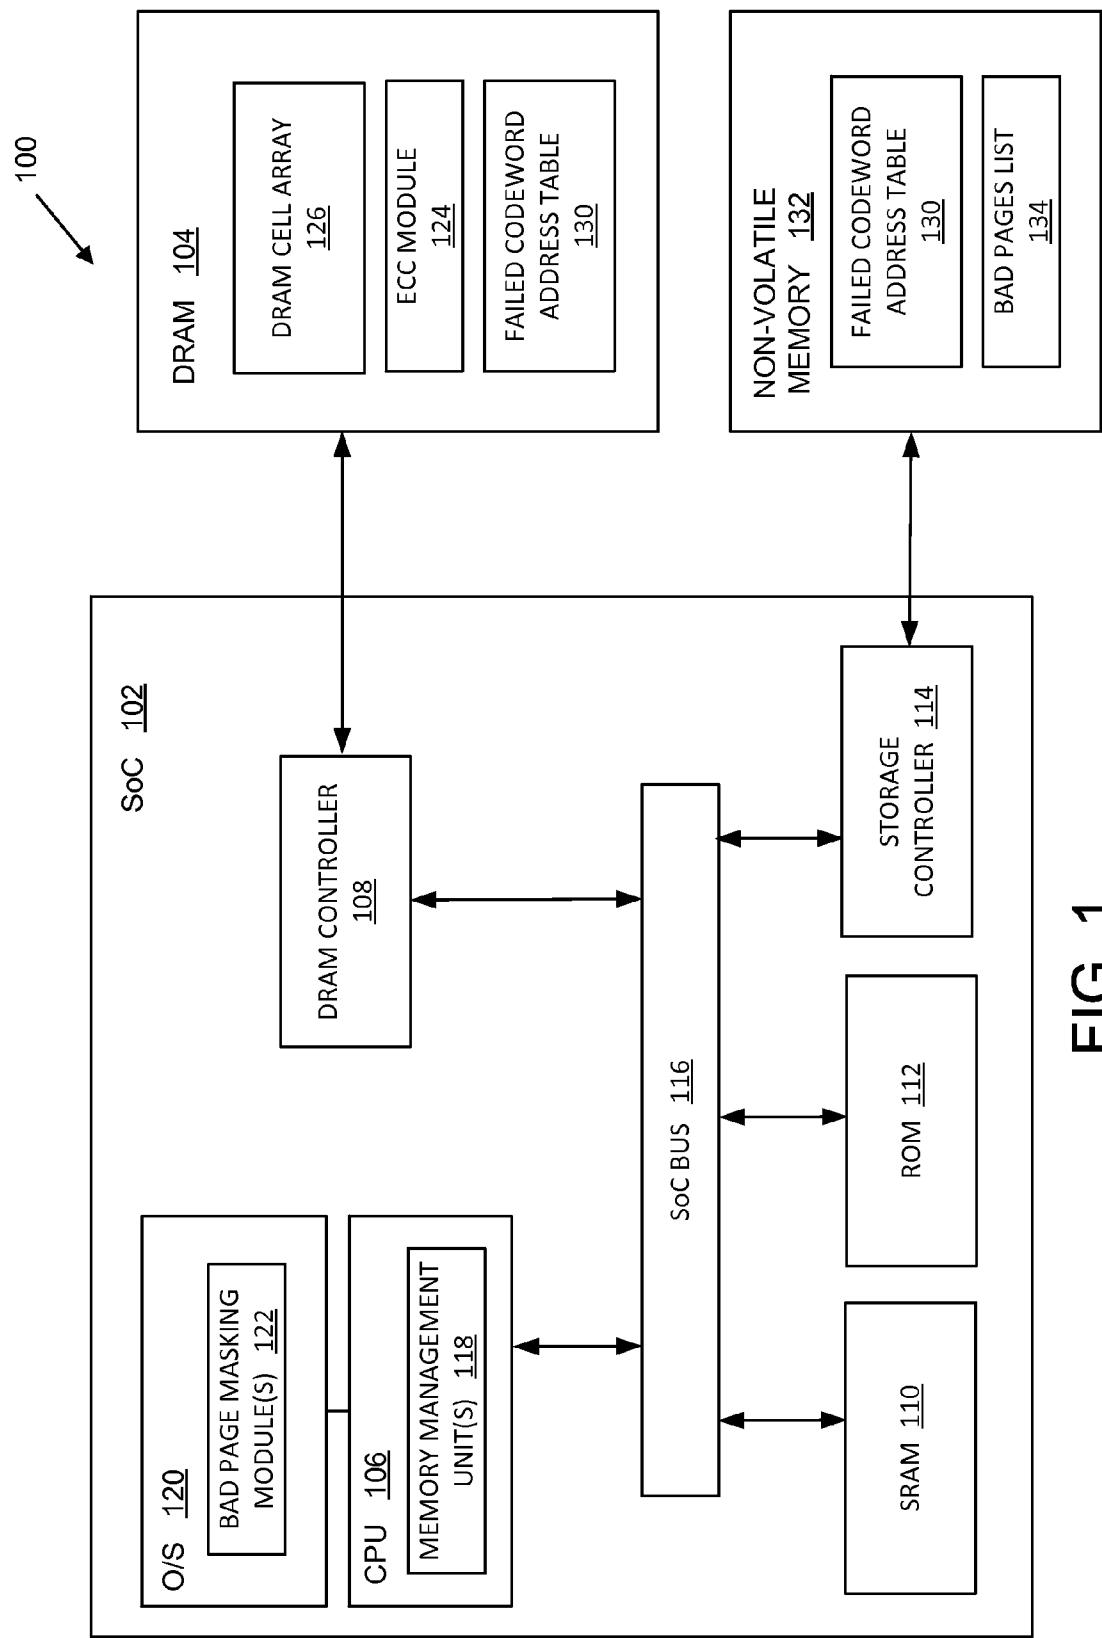 100
SoC 102
O/S 120
BAD PAGE MASKING
MODULE(S) 122
CPU 106
MEMORY MANAGEMENT
UNIT(S) 118
DRAM CONTROLLER
108
SoC BUS 116
SRAM 110
ROM 112
STORAGE
CONTROLLER 114
DRAM 104
DRAM CELL ARRAY
126
ECC MODULE
124
FAILED CODEWORD
ADDRESS TABLE
130
NON-VOLATILE
MEMORY 132
FAILED CODEWORD
ADDRESS TABLE
130
BAD PAGES LIST
134
FIG. 1